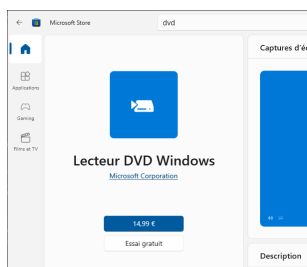 Microsoft Store
dvd
Captures d'é
Applications
Gaming
Films et TV
Lecteur DVD Windows
Microsoft Corporation
14,99 €
Essai gratuit
Description